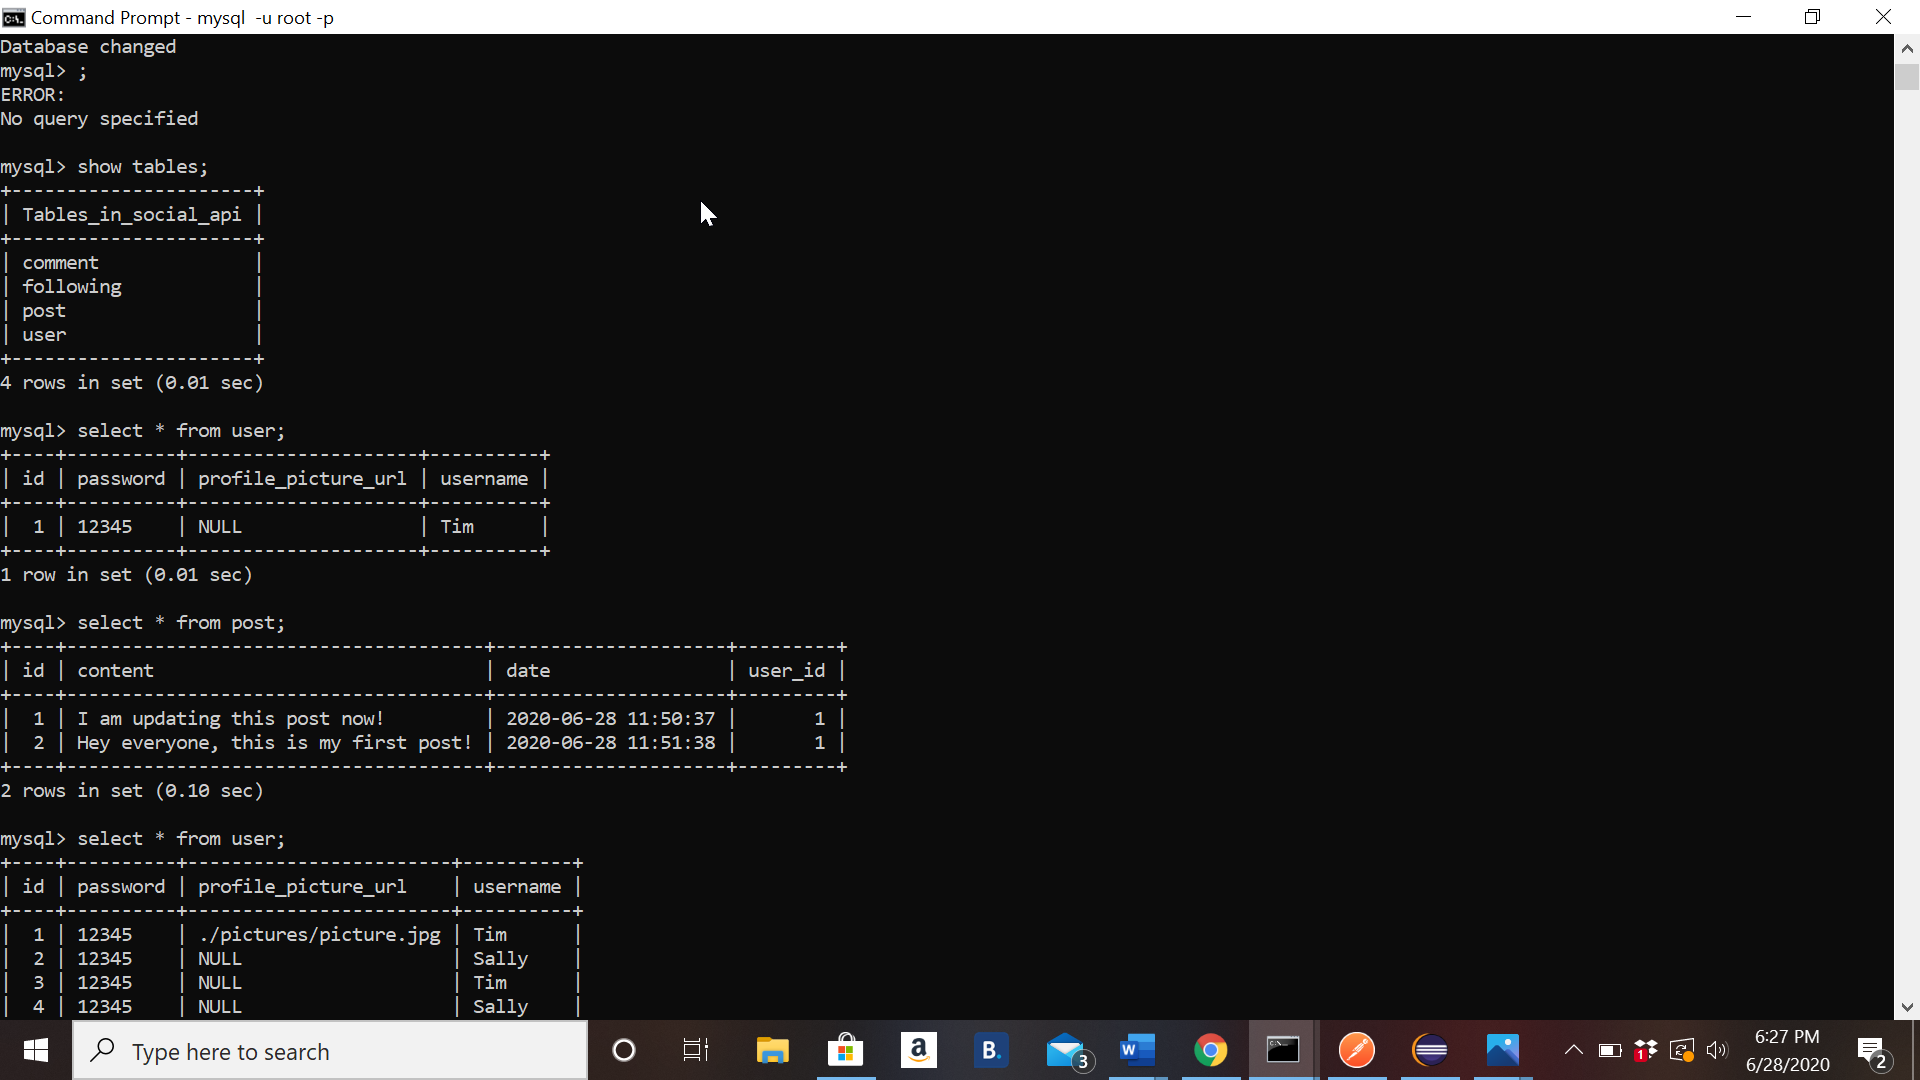 Command Prompt - mysql  -u root -p
Database changed
mysql> ;
ERROR:
No query specified
mysql> show tables;
+----------------------+
| Tables_in_social_api |
+----------------------+
| comment              |
| following            |
| post                 |
| user                 |
+----------------------+
4 rows in set (0.01 sec)
mysql> select * from user;
+----+----------+---------------------+----------+
| id | password | profile_picture_url | username |
+----+----------+---------------------+----------+
|  1 | 12345    | NULL                | Tim      |
+----+----------+---------------------+----------+
1 row in set (0.01 sec)
mysql> select * from post;
+----+--------------------------------------+---------------------+---------+
| id | content                              | date                | user_id |
+----+--------------------------------------+---------------------+---------+
|  1 | I am updating this post now!         | 2020-06-28 11:50:37 |       1 |
|  2 | Hey everyone, this is my first post! | 2020-06-28 11:51:38 |       1 |
+----+--------------------------------------+---------------------+---------+
2 rows in set (0.10 sec)
mysql> select * from user;
+----+----------+------------------------+----------+
| id | password | profile_picture_url    | username |
+----+----------+------------------------+----------+
|  1 | 12345    | ./pictures/picture.jpg | Tim      |
|  2 | 12345    | NULL                   | Sally    |
|  3 | 12345    | NULL                   | Tim      |
|  4 | 12345    | NULL                   | Sally    |
Type here to search
a
B.
3
W
1
6:27 PM
6/28/2020
2